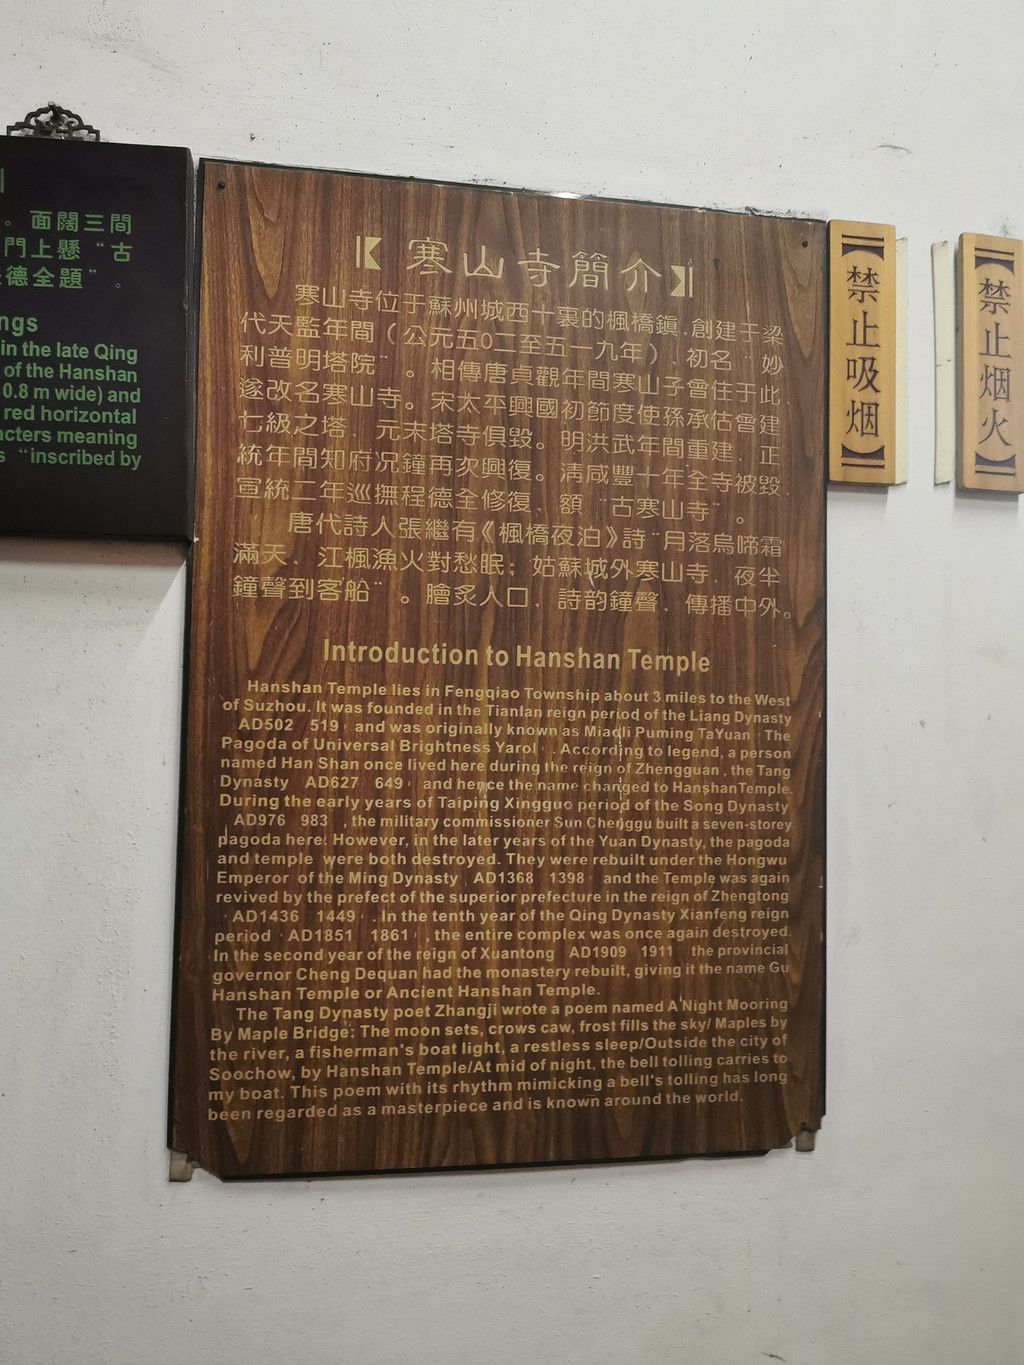 。面闊三間
門上懸“古
德全題”。
ngs
in the late Qing
of the Hanshan
0.8 m wide) and
red horizontal
acters meaning
s “inscribed by
寒山寺簡介
寒山寺位于蘇州城西十裏的楓橋鎮、創建于梁
代天監年間（公元五0二至五一九年）、初名“妙
利普明塔院”。相傳唐貞觀年間寒山子曾住于此、
遂改名寒山寺。宋太平興國初節度使孫承估曾建
七級之塔、元末塔寺俱毀。明洪武年間重建、正
統年間知府况鐘再次興復。清咸豐十年全寺被毀、
宣統二年巡撫程德全修復、額“古寒山寺”。
唐代詩人張繼有《楓橋夜泊》詩“月落烏啼霜
滿天、江楓漁火對愁眠；姑蘇城外寒山寺、夜半
鐘聲到客船”。膾炙人口、詩韵鐘聲、傳播中外。
Introduction to Hanshan Temple
Hanshan Temple lies in Fengqiao Township about 3 miles to the West
of Suzhou. It was founded in the Tianlan reign period of the Liang Dynasty
AD502 519 and was originally known as Miaoli Puming TaYuan The
Pagoda of Universal Brightness Yarol . According to legend, a person
named Han Shan once lived here during the reign of Zhengguan , the Tang
Dynasty AD627 649 and hence the name changed to HanshanTemple.
During the early years of Taiping Xingguo period of the Song Dynasty
AD976 983 , the military commissioner Sun Chenggu built a seven-storey
pagoda here. However, in the later years of the Yuan Dynasty, the pagoda
and temple were both destroyed. They were rebuilt under the Hongwu
Emperor of the Ming Dynasty AD1368 1398 and the Temple was again
revived by the prefect of the superior prefecture in the reign of Zhengtong
AD1436 1449 . In the tenth year of the Qing Dynasty Xianfeng reign
period AD1851 1861 , the entire complex was once again destroyed.
In the second year of the reign of Xuantong AD1909 1911 the provincial
governor Cheng Dequan had the monastery rebuilt, giving it the name Gu
Hanshan Temple or Ancient Hanshan Temple.
The Tang Dynasty poet Zhangji wrote a poem named A Night Mooring
By Maple Bridge: The moon sets, crows caw, frost fills the sky/ Maples by
the river, a fisherman's boat light, a restless sleep/Outside the city of
Soochow, by Hanshan Temple/At mid of night, the bell tolling carries to
my boat. This poem with its rhythm mimicking a bell's tolling has long
been regarded as a masterpiece and is known around the world.
禁止吸烟
禁止烟火